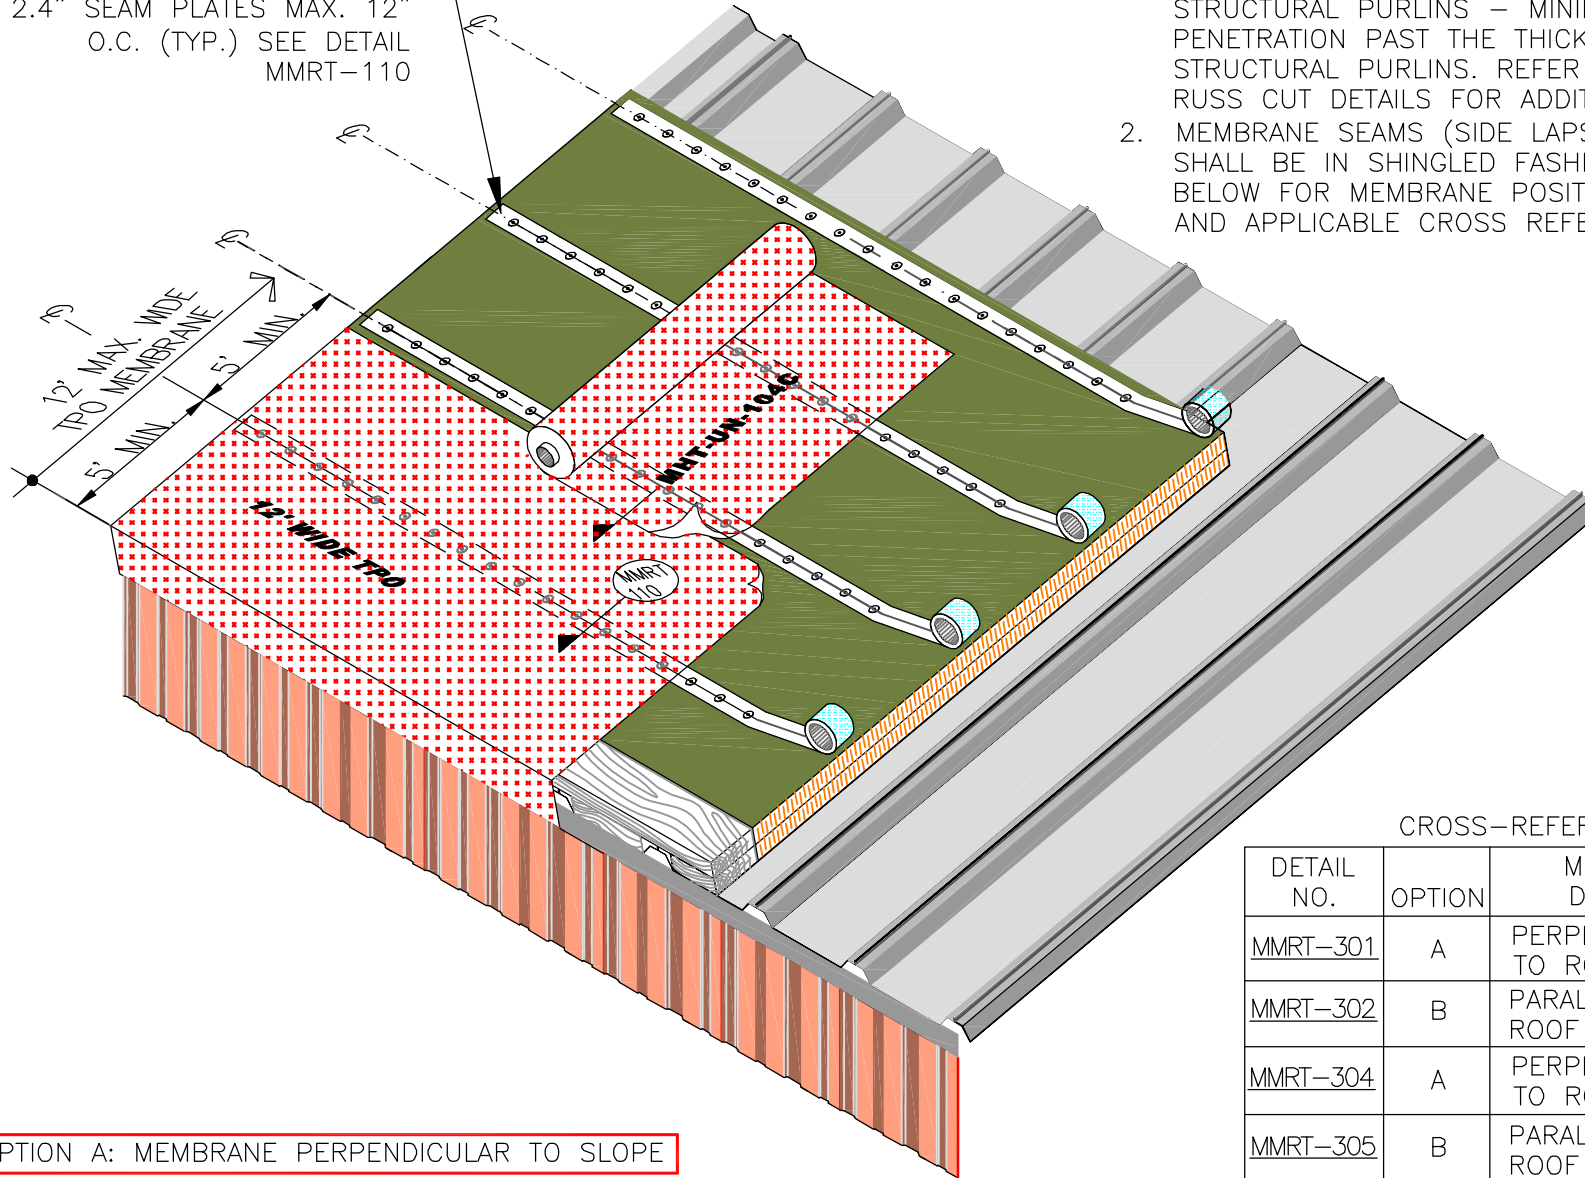 2.4" SEAM PLATES MAX. 12"
O.C. (TYP.) SEE DETAIL
MMRT-110
STRUCTURAL PURLINS –
PENETRATION PAST THE
STRUCTURAL PURLINS. REFER
RUSS CUT DETAILS FOR
2. MEMBRANE SEAMS (SIDE
SHALL BE IN SHINGLED
BELOW FOR MEMBRANE
AND APPLICABLE CROSS
12' MAX. WIDE
TPO MEMBRANE
5' MIN.
5' MIN.
MHT-UN-104C
12' WIDE TPO
MMRT
110
DETAIL
NO.
OPTION
MMRT-301
A
TO
MMRT-302
B
ROOF
MMRT-304
A
TO
MMRT-305
B
ROOF
A: MEMBRANE PERPENDICULAR TO SLOPE